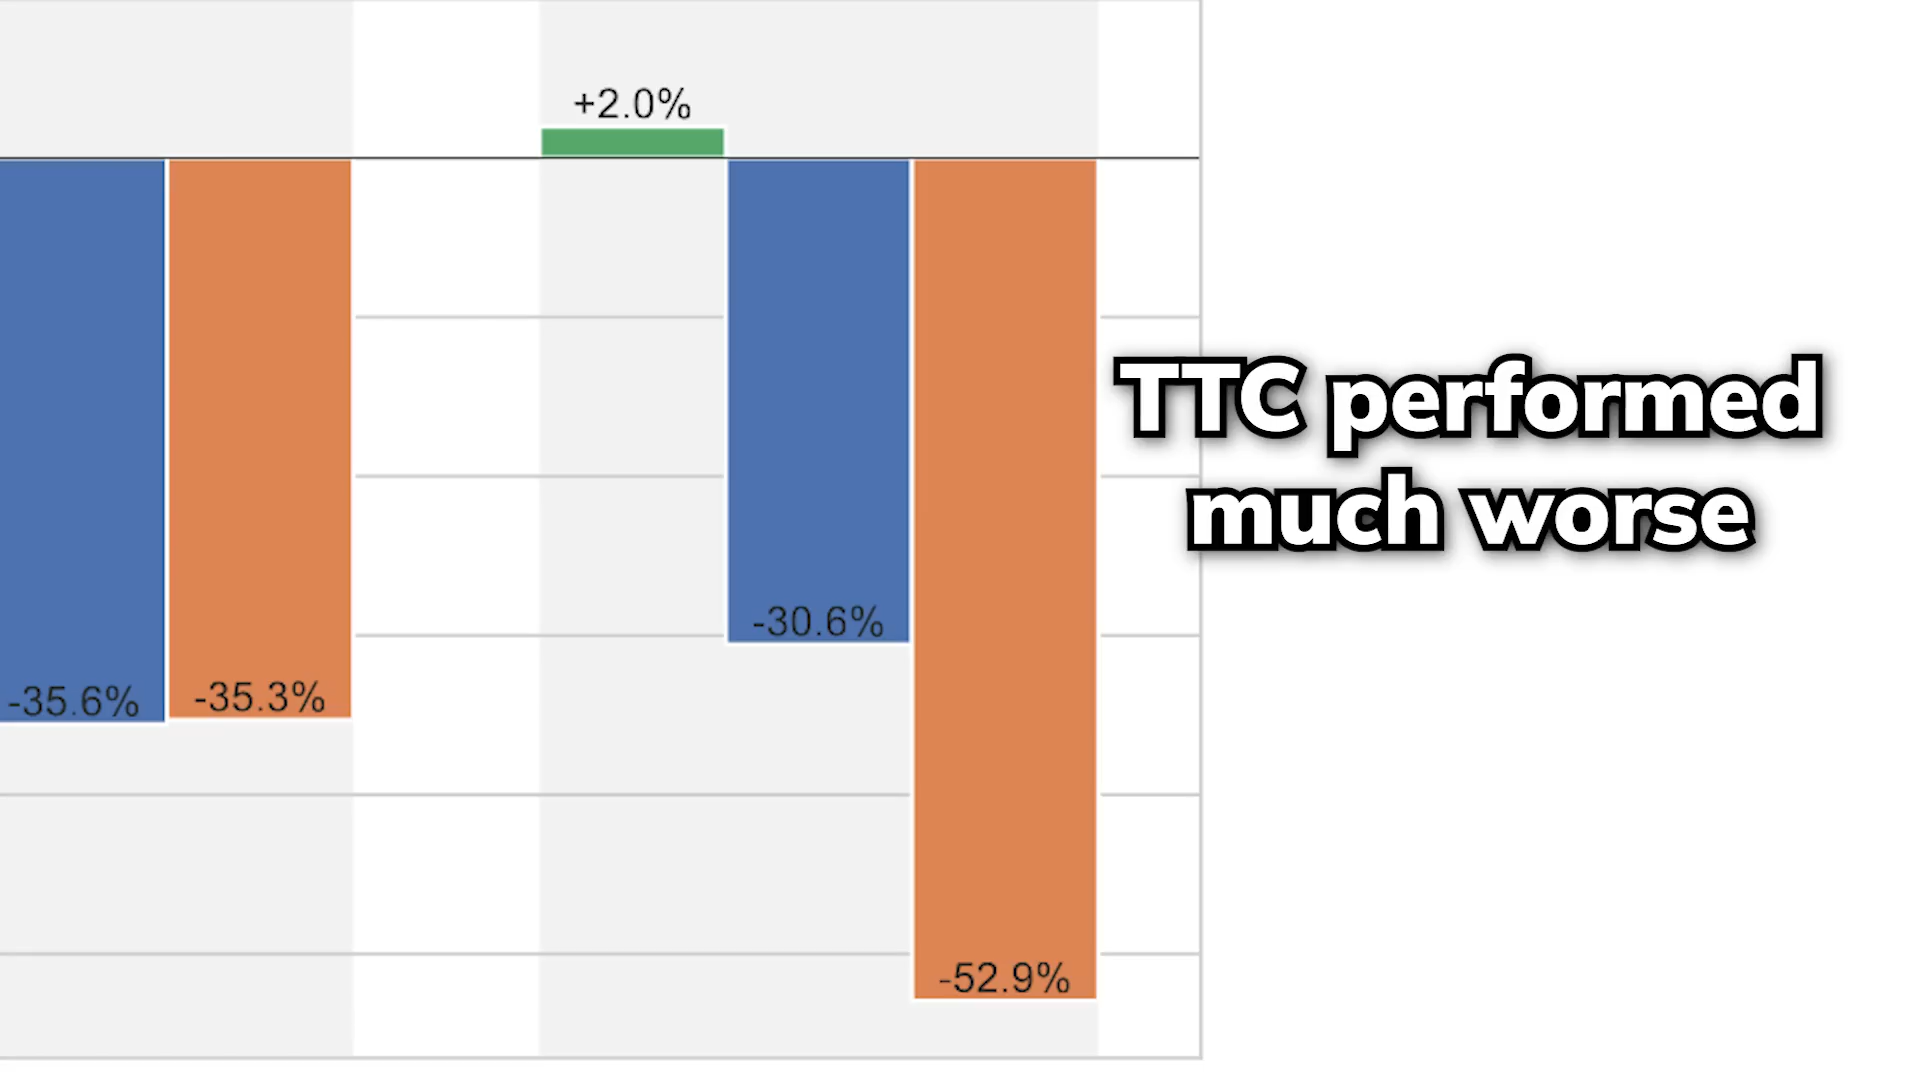 +2.0%
-30.6%
-35.6%
-35.3%
-52.9%
TTC performed
much worse